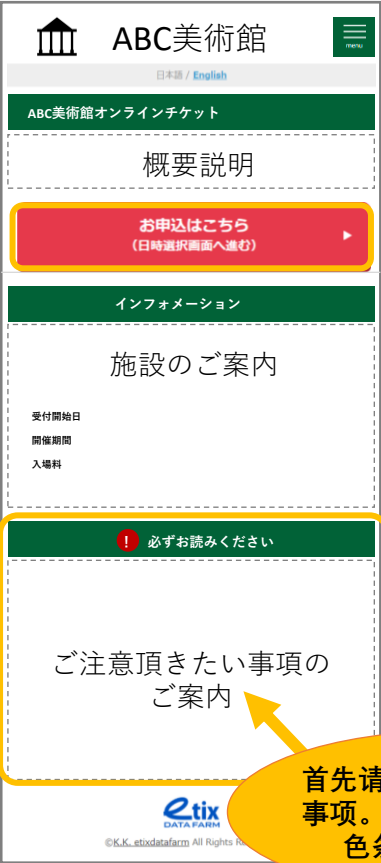 ABC美術館
menu
日本語 / English
ABC美術館オンラインチケット
概要説明
お申込はこちら
(日時選択画面へ進む)
インフォメーション
施設のご案内
受付開始日
開催期間
入場料
! 必ずお読みください
ご注意頂きたい事項の
ご案内
首先请
事项。
色
etix
DATA FARM
©K.K. etixdatafarm All Rights